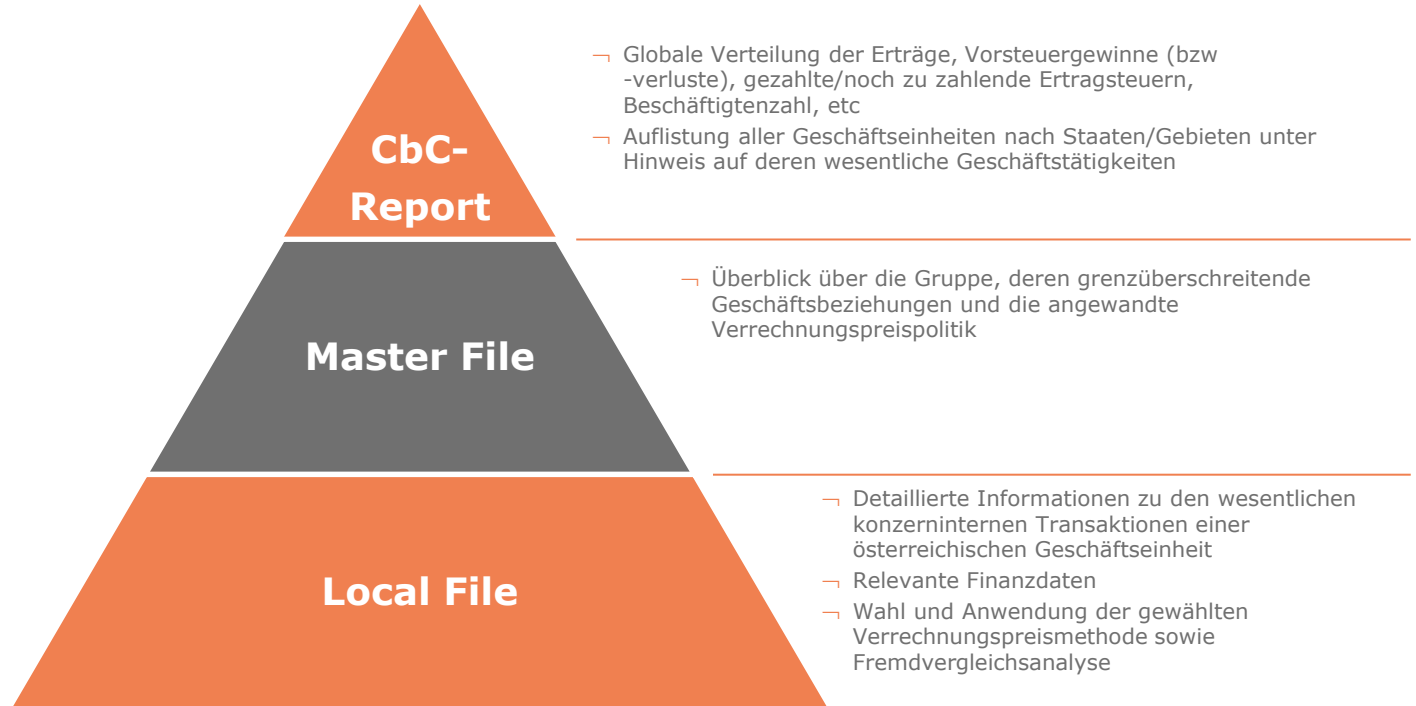 CbC-
Report
¬ Globale Verteilung der Erträge, Vorsteuergewinne (bzw
-verluste), gezahlte/noch zu zahlende Ertragsteuern,
Beschäftigtenzahl, etc
¬ Auflistung aller Geschäftseinheiten nach Staaten/Gebieten unter
Hinweis auf deren wesentliche Geschäftstätigkeiten
Master File
¬ Überblick über die Gruppe, deren grenzüberschreitende
Geschäftsbeziehungen und die angewandte
Verrechnungspreispolitik
Local File
¬ Detaillierte Informationen zu den wesentlichen
konzerninternen Transaktionen einer
österreichischen Geschäftseinheit
¬ Relevante Finanzdaten
¬ Wahl und Anwendung der gewählten
Verrechnungspreismethode sowie
Fremdvergleichsanalyse